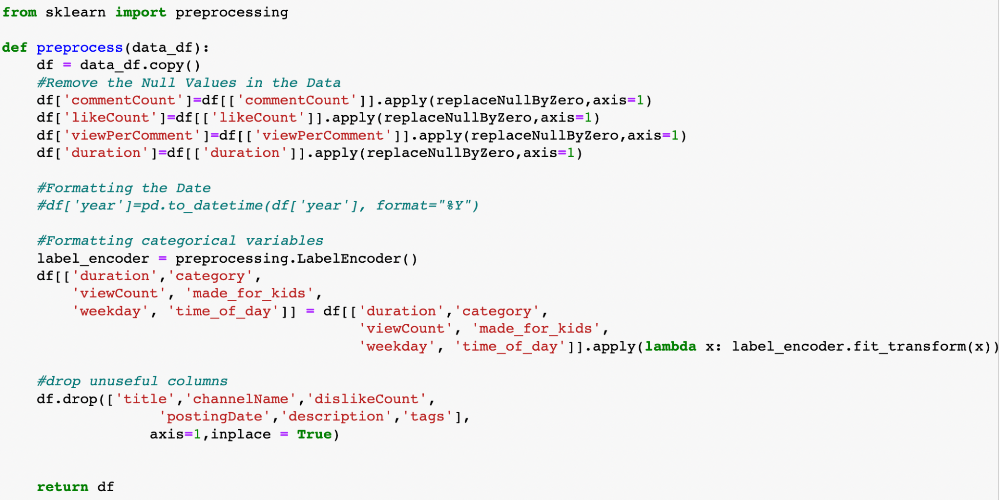 from sklearn import preprocessing
def preprocess(data_df):
    df = data_df.copy()
    #Remove the Null Values in the Data
    df['commentCount']=df[['commentCount']].apply(replaceNullByZero,axis=1)
    df['likeCount']=df[['likeCount']].apply(replaceNullByZero,axis=1)
    df['viewPerComment']=df[['viewPerComment']].apply(replaceNullByZero,axis=1)
    df['duration']=df[['duration']].apply(replaceNullByZero,axis=1)
    #Formatting the Date
    #df['year']=pd.to_datetime(df['year'], format="%Y")
    #Formatting categorical variables
    label_encoder = preprocessing.LabelEncoder()
    df[['duration','category',
        'viewCount', 'made_for_kids',
        'weekday', 'time_of_day']] = df[['duration','category',
                                         'viewCount', 'made_for_kids',
                                         'weekday', 'time_of_day']].apply(lambda x: label_encoder.fit_transform(x))
    #drop unuseful columns
    df.drop(['title','channelName','dislikeCount',
                  'postingDate','description','tags'],
                 axis=1,inplace = True)
    return df